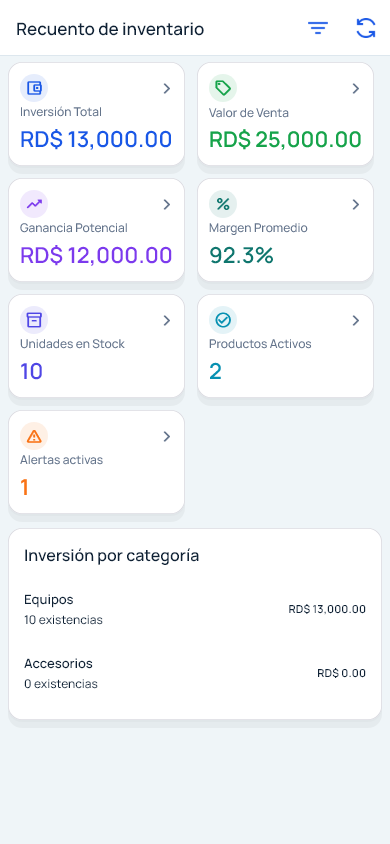 Recuento de inventario
Inversión Total
RD$ 13,000.00
Valor de Venta
RD$ 25,000.00
Ganancia Potencial
RD$ 12,000.00
Margen Promedio
92.3%
Unidades en Stock
10
Productos Activos
2
Alertas activas
1
Inversión por categoría
Equipos
10 existencias
RD$ 13,000.00
Accesorios
0 existencias
RD$ 0.00